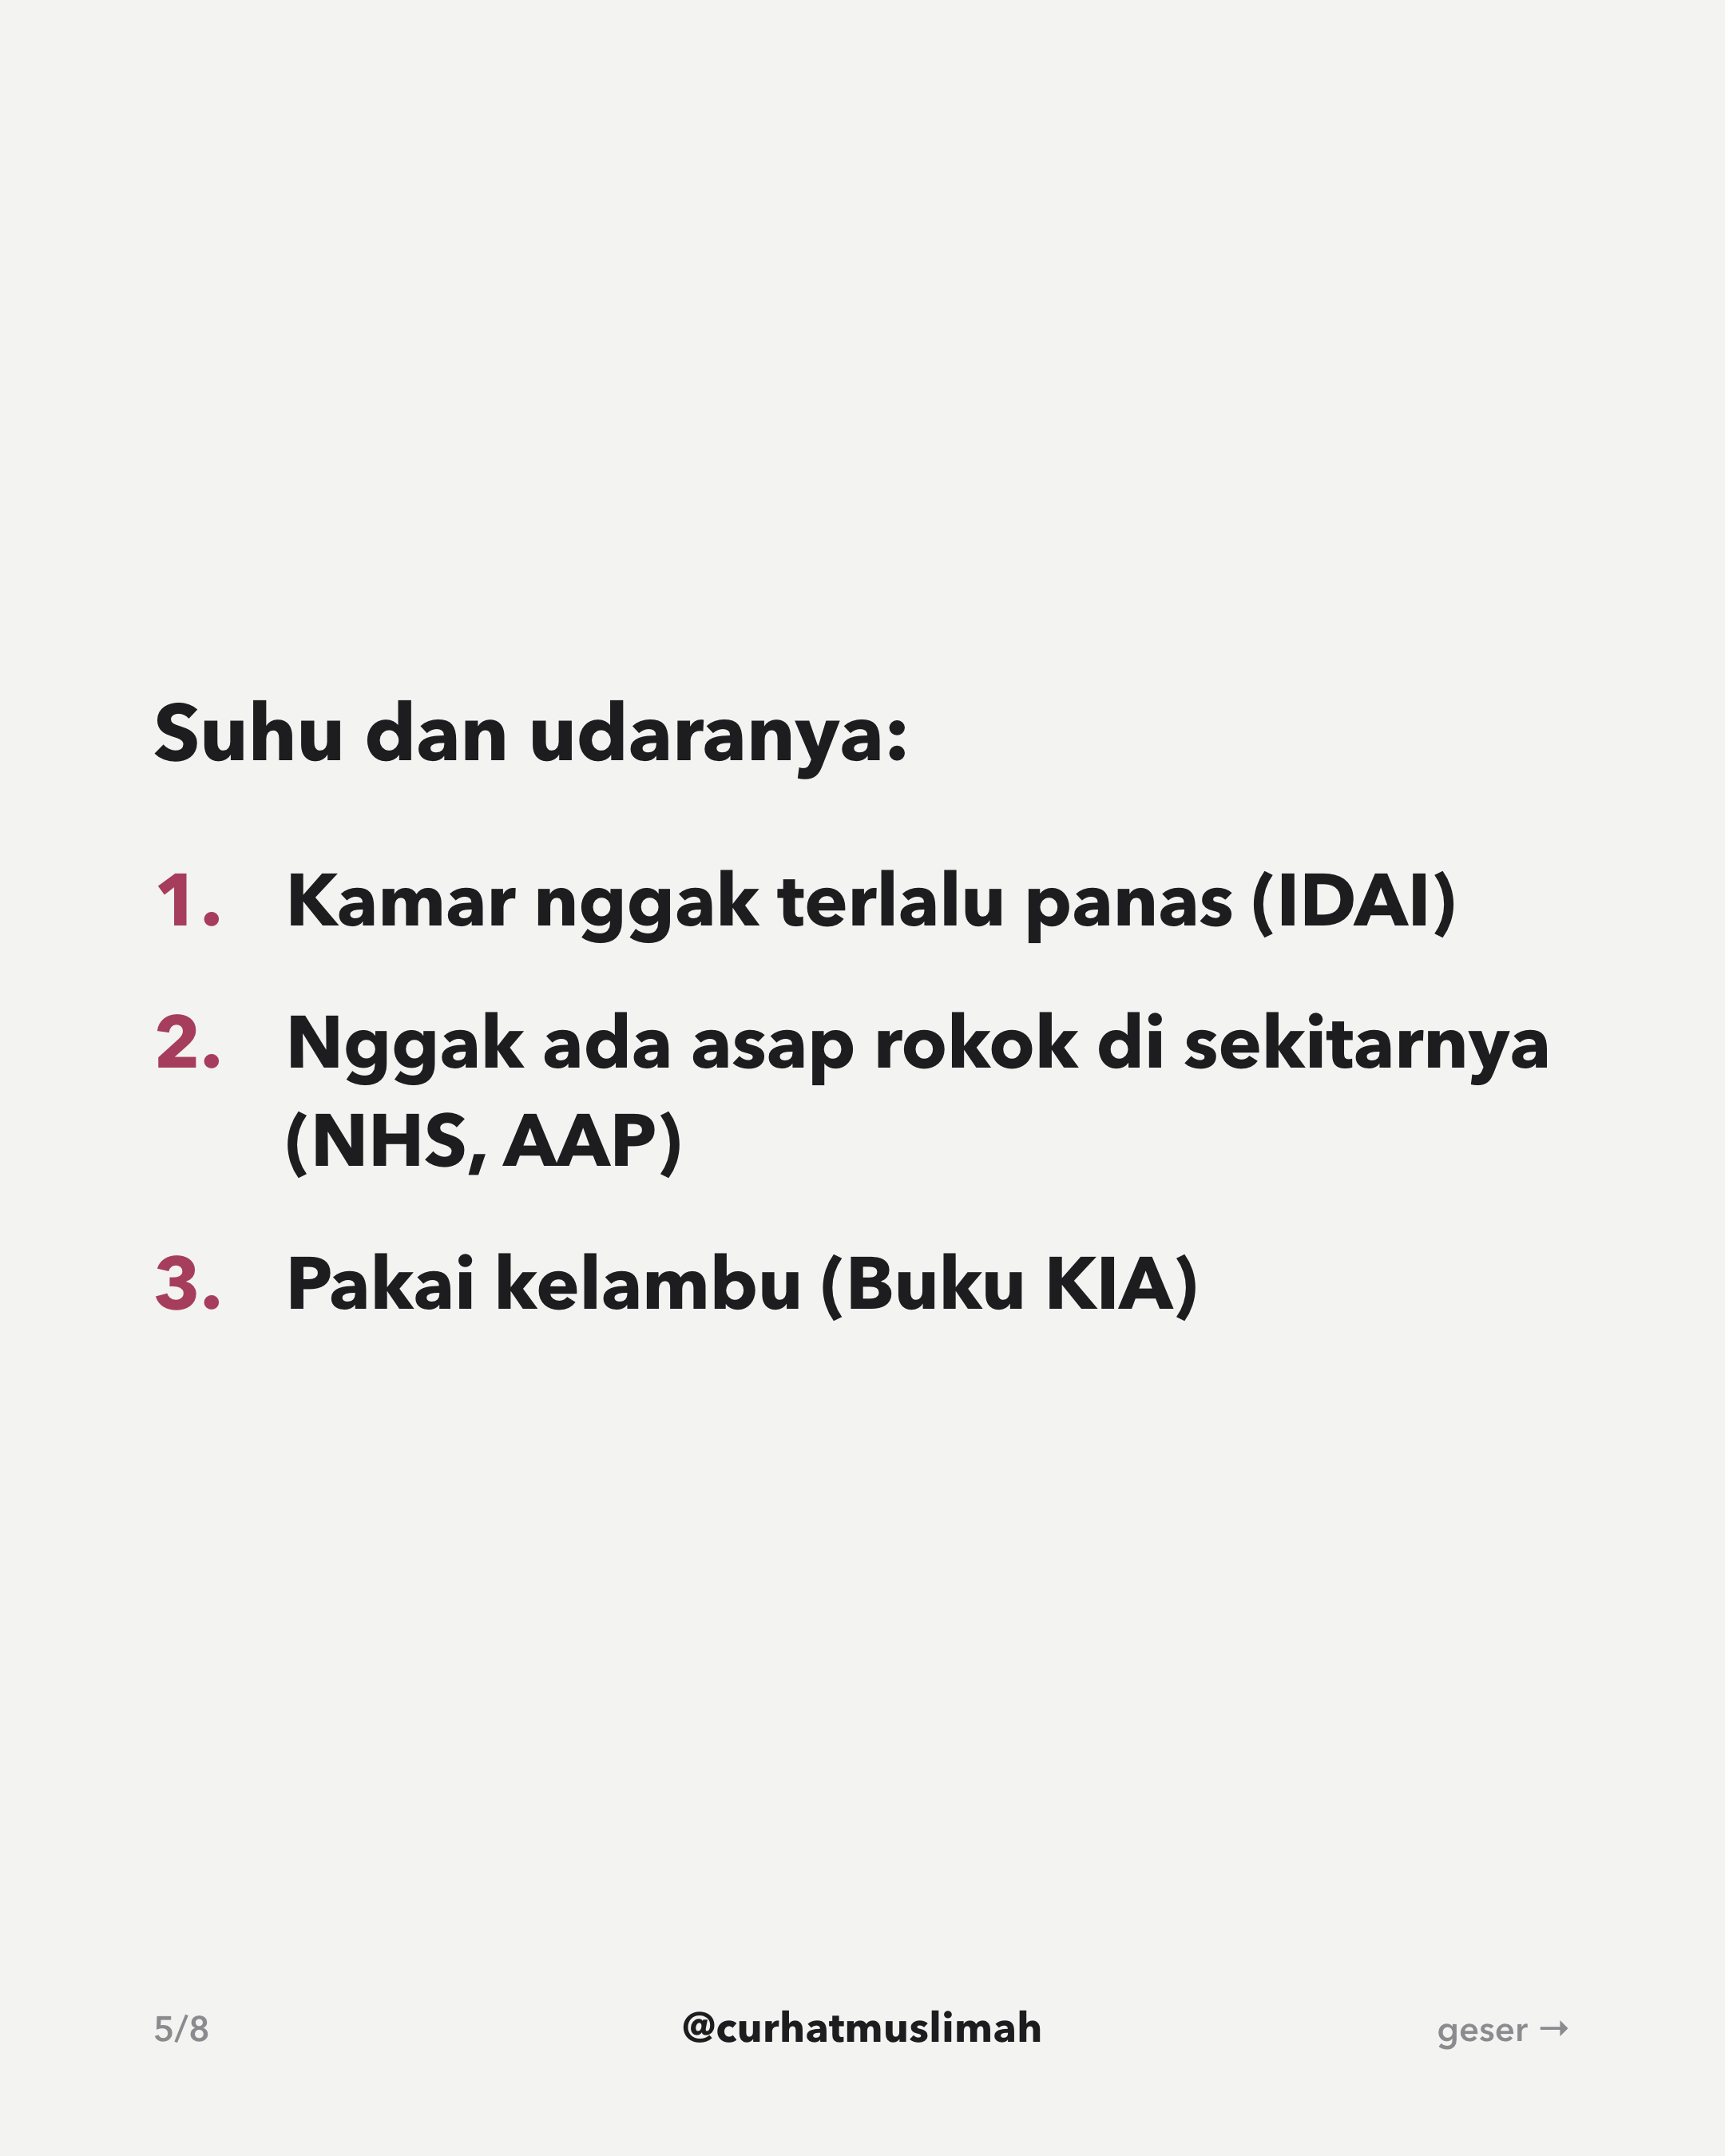 Suhu dan udaranya:
1. Kamar nggak terlalu panas (IDAI)
2. Nggak ada asap rokok di sekitarnya
(NHS, AAP)
3. Pakai kelambu (Buku KIA)
5/8
@curhatmuslimah
geser →